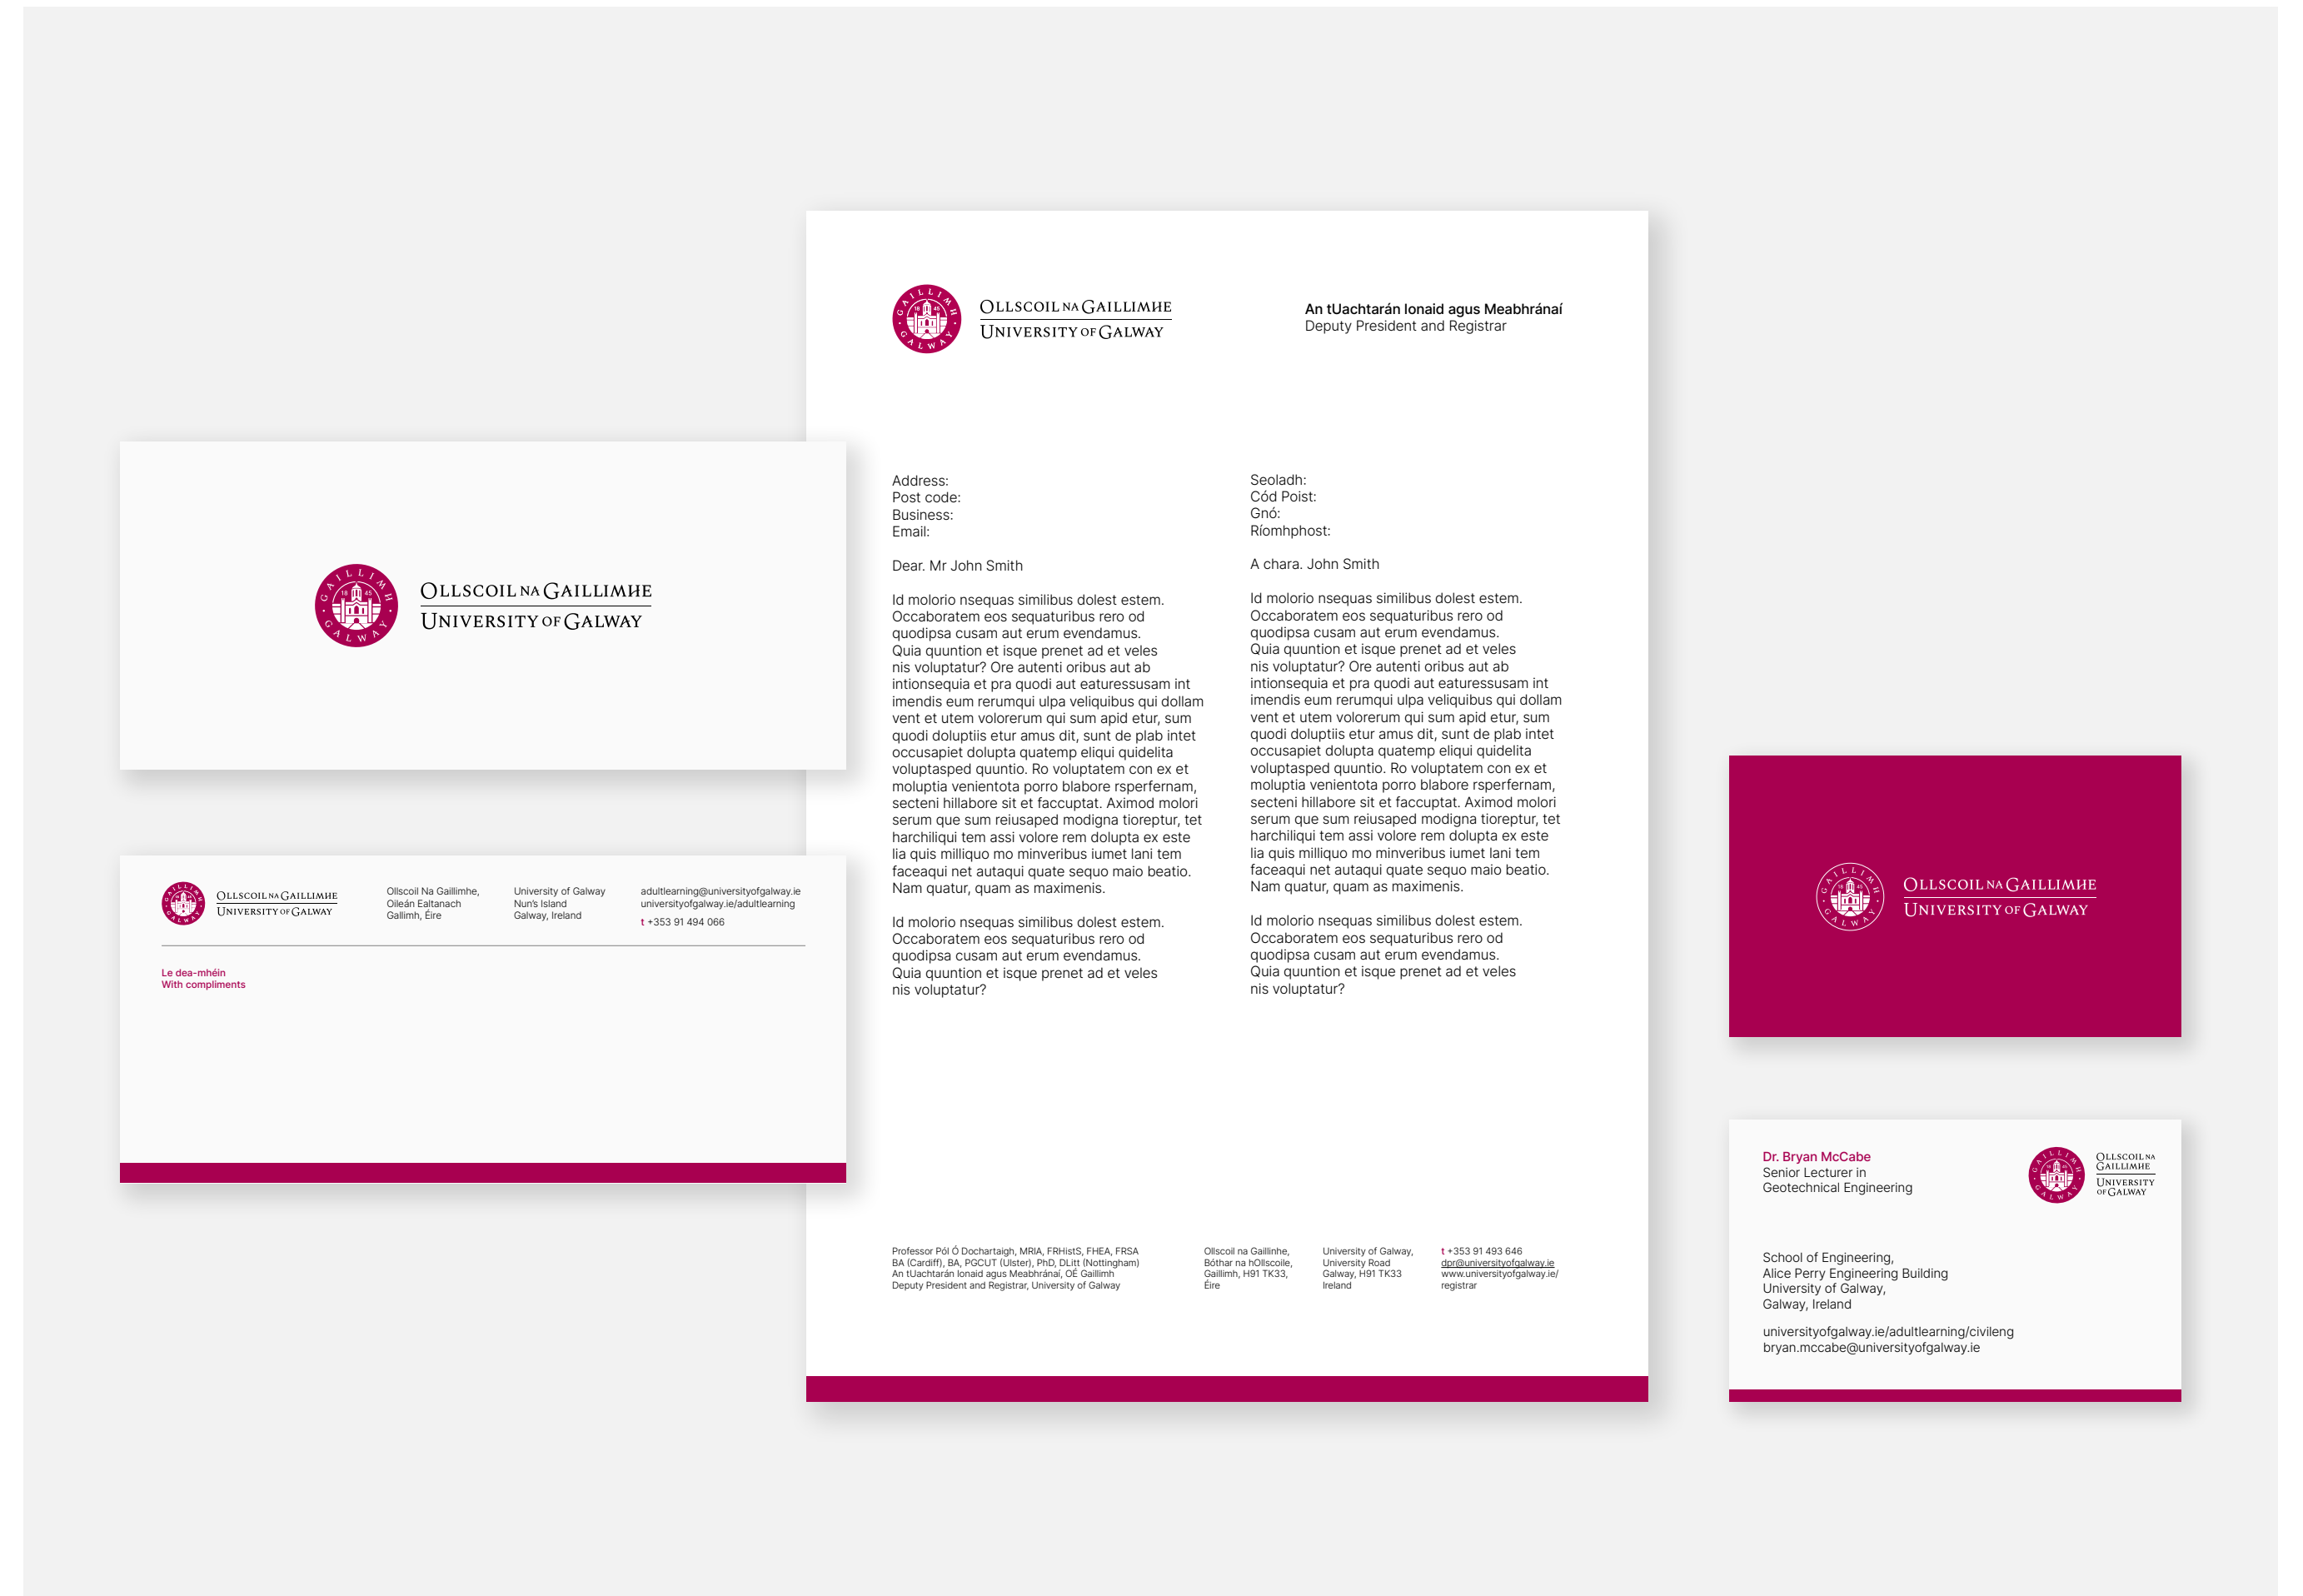 GAILLIMH
18 45
GALWAY
OLLSCOIL NA GAILLIMHE
UNIVERSITY OF GALWAY
GAILLIMH
GALWAY
OLLSCOIL NA GAILLIMHE
UNIVERSITY OF GALWAY
Ollscoil Na Gaillimhe,
Oileán Ealtanach
Gallimh, Éire
University of Galway
Nun's Island
Galway, Ireland
adultlearning@universityofgalway.ie
universityofgalway.ie/adultlearning
t +353 91 494 066
Le dea-mhéin
With compliments
GAILLIMH
18 45
GALWAY
OLLSCOIL NA GAILLIMHE
UNIVERSITY OF GALWAY
An tUachtarán Ionaid agus Meabhránaí
Deputy President and Registrar
Address:
Post code:
Business:
Email:
Dear. Mr John Smith
Id molorio nsequas similibus dolest estem.
Occaboratem eos sequaturibus rero od
quodipsa cusam aut erum evendamus.
Quia quuntion et isque prenet ad et veles
nis voluptatur? Ore autenti oribus aut ab
intionsequia et pra quodi aut eaturessusam int
imendis eum rerumqui ulpa veliquibus qui dollam
vent et utem volorerum qui sum apid etur, sum
quodi doluptiis etur amus dit, sunt de plab intet
occusapiet dolupta quatemp eliqui quidelita
voluptasped quuntio. Ro voluptatem con ex et
moluptia venientota porro blabore rsperfernam,
secteni hillabore sit et faccuptat. Aximod molori
serum que sum reiusaped modigna tioreptur, tet
harchiliqui tem assi volore rem dolupta ex este
lia quis milliquo mo minveribus iumet lani tem
faceaqui net autaqui quate sequo maio beatio.
Nam quatur, quam as maximenis.
Id molorio nsequas similibus dolest estem.
Occaboratem eos sequaturibus rero od
quodipsa cusam aut erum evendamus.
Quia quuntion et isque prenet ad et veles
nis voluptatur?
Seoladh:
Cód Poist:
Gnó:
Ríomhphost:
A chara. John Smith
Id molorio nsequas similibus dolest estem.
Occaboratem eos sequaturibus rero od
quodipsa cusam aut erum evendamus.
Quia quuntion et isque prenet ad et veles
nis voluptatur? Ore autenti oribus aut ab
intionsequia et pra quodi aut eaturessusam int
imendis eum rerumqui ulpa veliquibus qui dollam
vent et utem volorerum qui sum apid etur, sum
quodi doluptiis etur amus dit, sunt de plab intet
occusapiet dolupta quatemp eliqui quidelita
voluptasped quuntio. Ro voluptatem con ex et
moluptia venientota porro blabore rsperfernam,
secteni hillabore sit et faccuptat. Aximod molori
serum que sum reiusaped modigna tioreptur, tet
harchiliqui tem assi volore rem dolupta ex este
lia quis milliquo mo minveribus iumet lani tem
faceaqui net autaqui quate sequo maio beatio.
Nam quatur, quam as maximenis.
Id molorio nsequas similibus dolest estem.
Occaboratem eos sequaturibus rero od
quodipsa cusam aut erum evendamus.
Quia quuntion et isque prenet ad et veles
nis voluptatur?
Professor Pól Ó Dochartaigh, MRIA, FRHistS, FHEA, FRSA
BA (Cardiff), BA, PGCUT (Ulster), PhD, DLitt (Nottingham)
An tUachtarán Ionaid agus Meabhránaí, OÉ Gaillimh
Deputy President and Registrar, University of Galway
Ollscoil na Gaillinhe,
Bóthar na hOllscoile,
Gaillimh, H91 TK33,
Éire
University of Galway,
University Road
Galway, H91 TK33
Ireland
t +353 91 493 646
dpr@universityofgalway.ie
www.universityofgalway.ie/
registrar
GAILLIMH
18 45
GALWAY
OLLSCOIL NA GAILLIMHE
UNIVERSITY OF GALWAY
Dr. Bryan McCabe
Senior Lecturer in
Geotechnical Engineering
GAILLIMH
GALWAY
OLLSCOIL NA
GAILLIMHE
UNIVERSITY
OF GALWAY
School of Engineering,
Alice Perry Engineering Building
University of Galway,
Galway, Ireland
universityofgalway.ie/adultlearning/civileng
bryan.mccabe@universityofgalway.ie